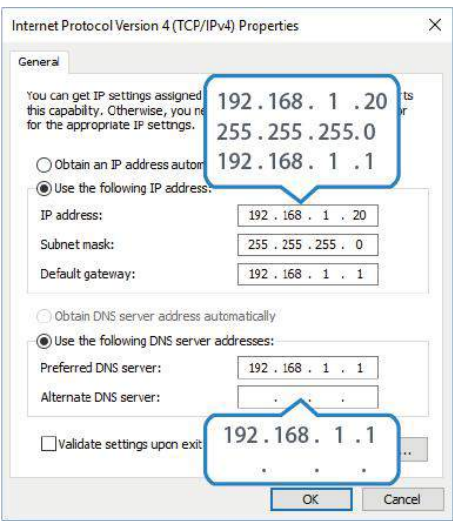 Internet Protocol Version 4 (TCP/IPv4) Properties
General
You can get IP settings assigned
rts
this capability. Otherwise, you ne
or
for the appropriate IP settings.
192.168. 1 .20
255.255.255.0
192.168. 1 .1
Obtain an IP address autom
Use the following IP address:
IP address: 192 . 168 . 1 . 20
Subnet mask: 255 . 255 . 255 . 0
Default gateway: 192 . 168 . 1 . 1
Obtain DNS server address automatically
Use the following DNS server addresses:
Preferred DNS server: 192 . 168 . 1 . 1
Alternate DNS server: . . .
192.168. 1 .1
. . .
Validate settings upon exit
...
OK Cancel